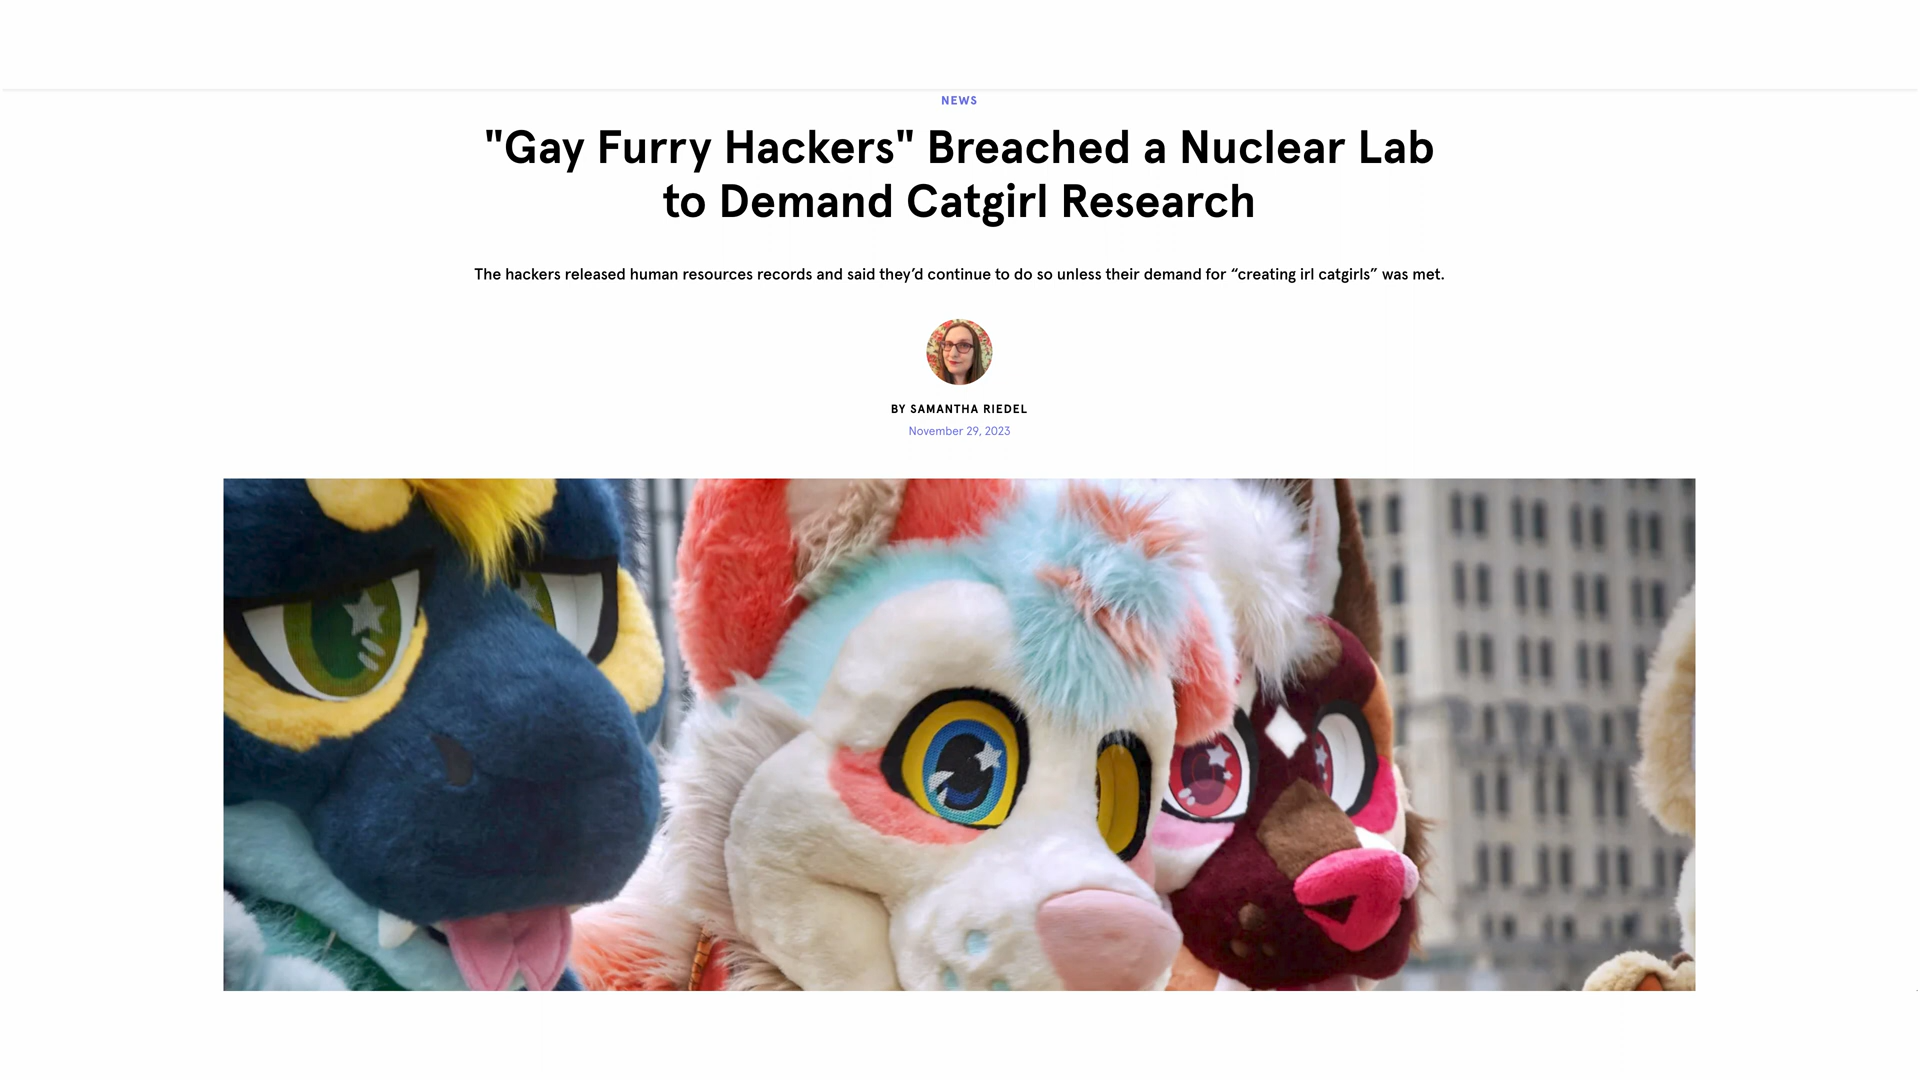 NEWS
"Gay Furry Hackers" Breached a Nuclear Lab
to Demand Catgirl Research
The hackers released human resources records and said they’d continue to do so unless their demand for “creating irl catgirls” was met.
BY SAMANTHA RIEDEL
November 29, 2023